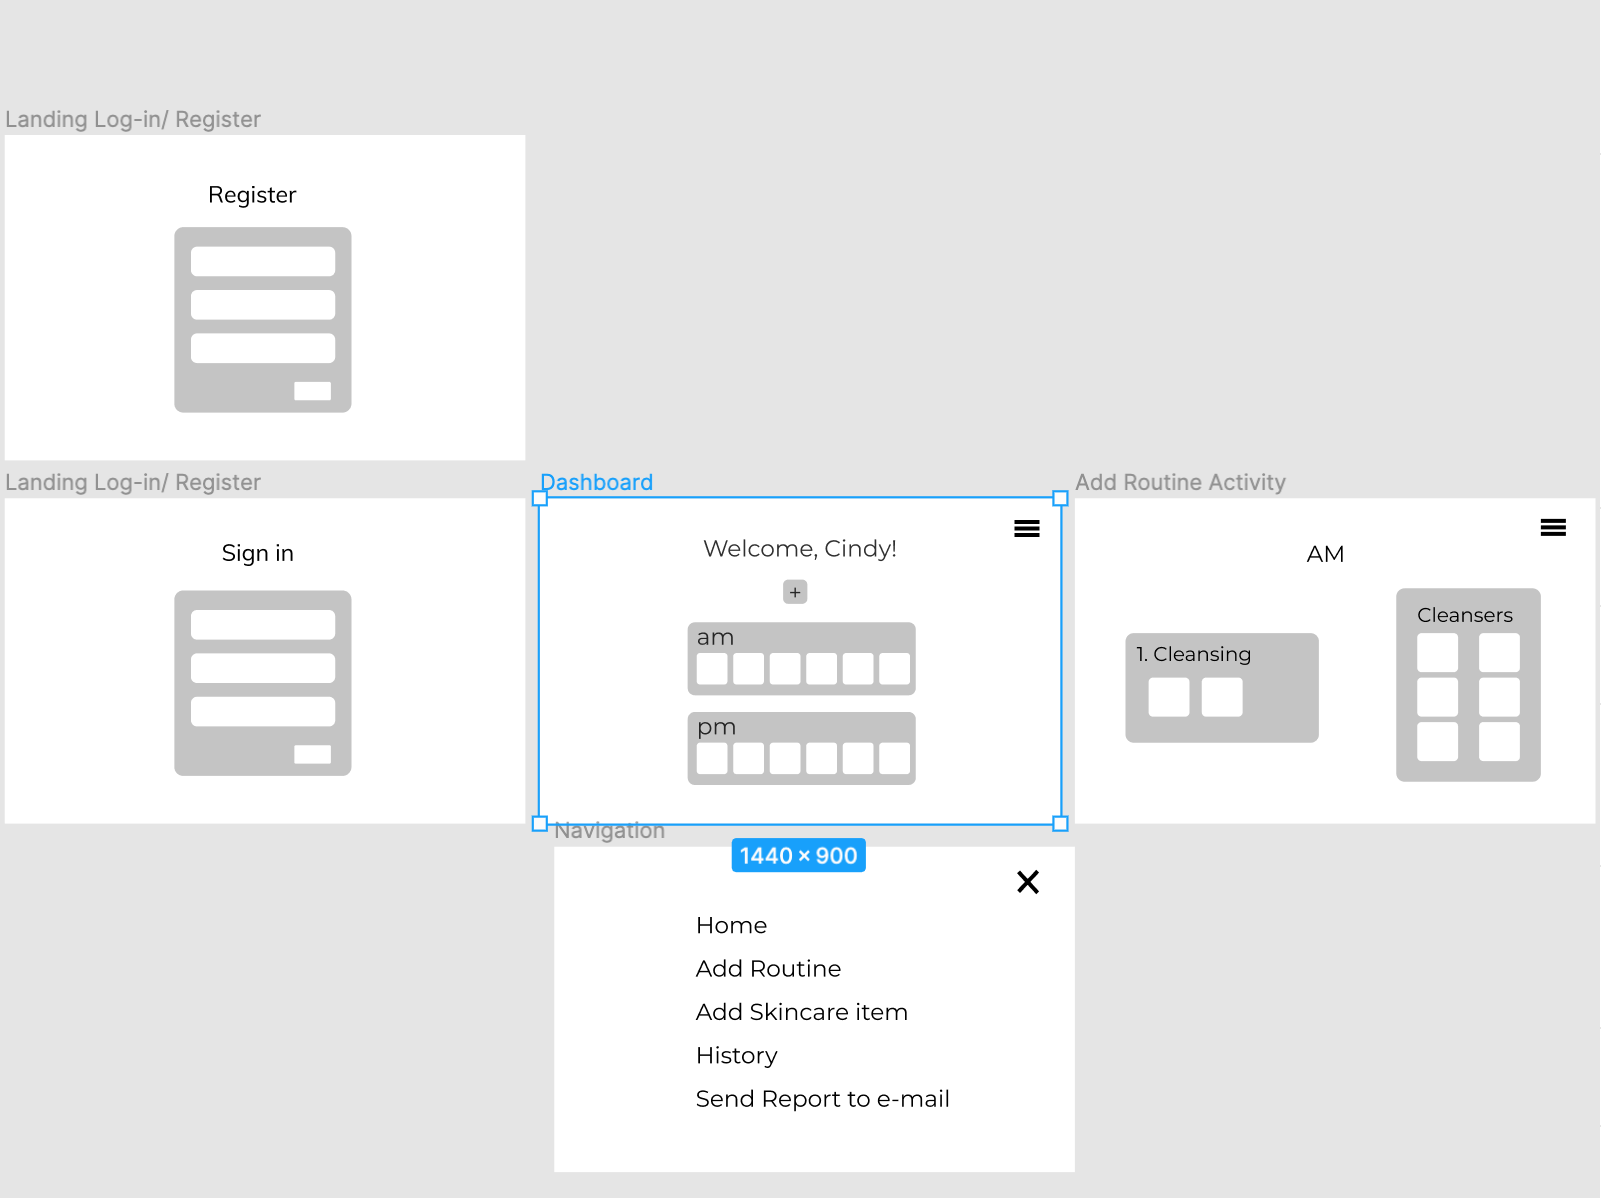 Landing Log-in/ Register
Register
Landing Log-in/ Register
Sign in
Dashboard
Welcome, Cindy!
+
am
pm
Add Routine Activity
AM
1. Cleansing
Cleansers
Navigation
1440 × 900
Home
Add Routine
Add Skincare item
History
Send Report to e-mail